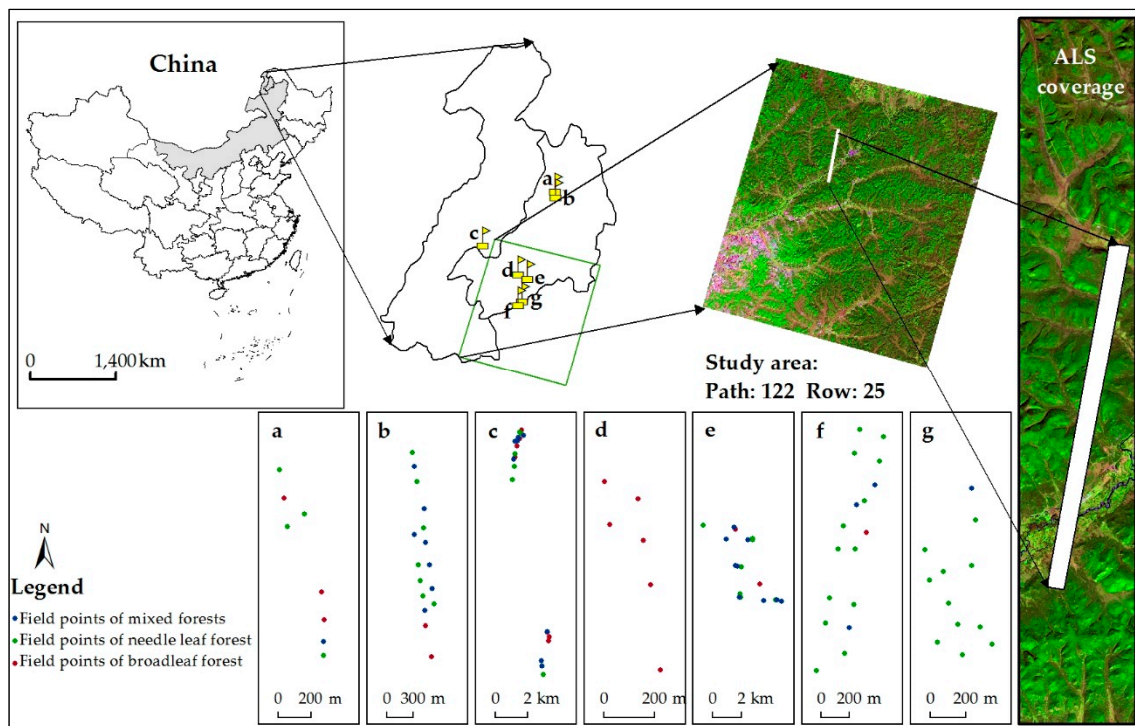 China
0 1,400 km
a
b
c
d
e
g
f
ALS
coverage
Study area:
Path: 122 Row: 25
a
b
c
d
e
f
g
N
Legend
Field points of mixed forests
Field points of needle leaf forest
Field points of broadleaf forest
0 200 m
0 300 m
0 2 km
0 200 m
0 2 km
0 200 m
0 200 m